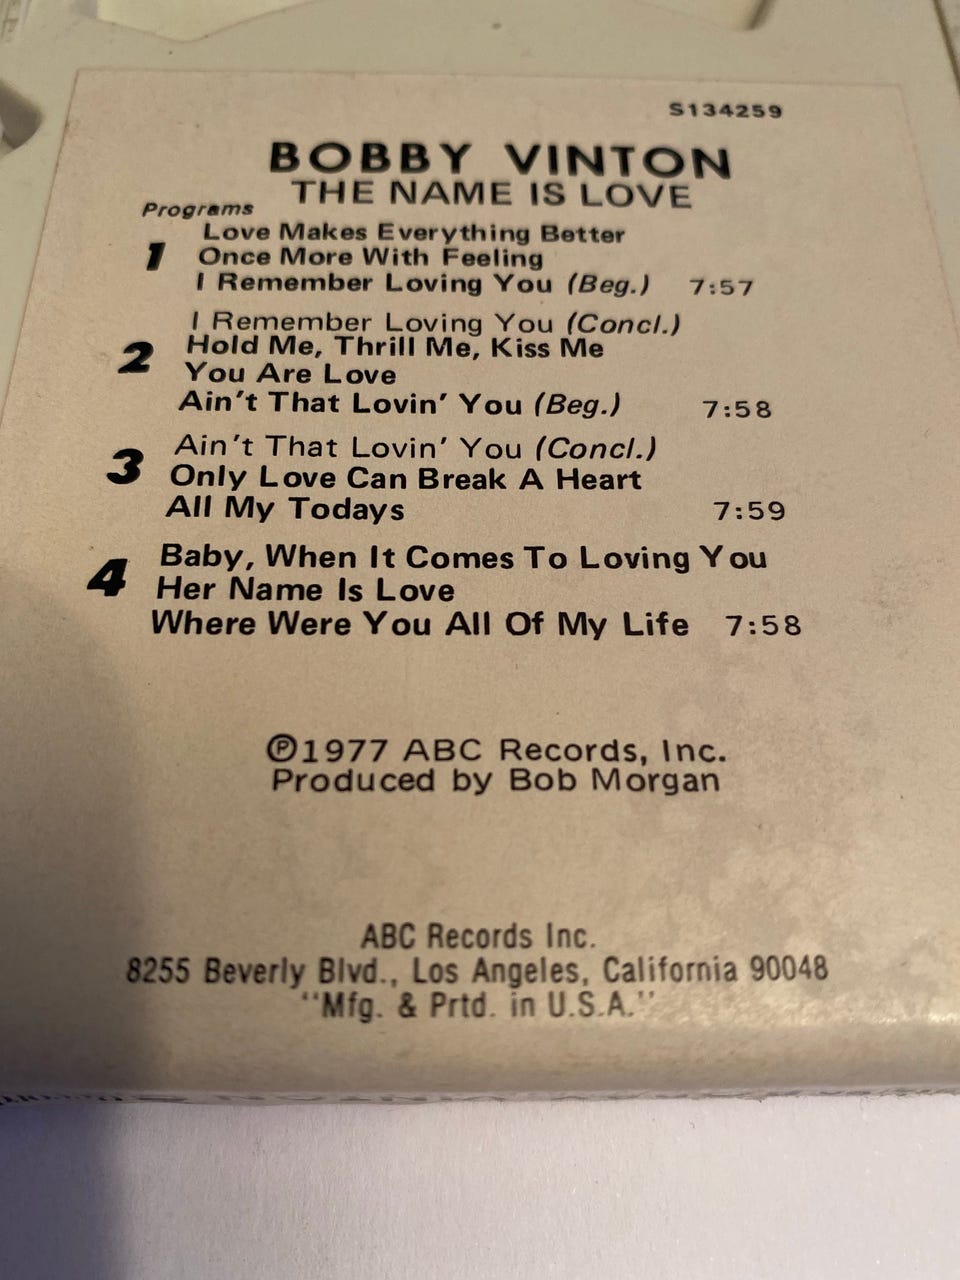 S134259
BOBBY VINTON
THE NAME IS LOVE
Programs
1
Love Makes Everything Better
Once More With Feeling
I Remember Loving You (Beg.) 7:57
2
I Remember Loving You (Concl.)
Hold Me, Thrill Me, Kiss Me
You Are Love
Ain't That Lovin' You (Beg.) 7:58
3
Ain't That Lovin' You (Concl.)
Only Love Can Break A Heart
All My Todays 7:59
4
Baby, When It Comes To Loving You
Her Name Is Love
Where Were You All Of My Life 7:58
Ⓟ1977 ABC Records, Inc.
Produced by Bob Morgan
ABC Records Inc.
8255 Beverly Blvd., Los Angeles, California 90048
"Mfg. & Prtd. in U.S.A."